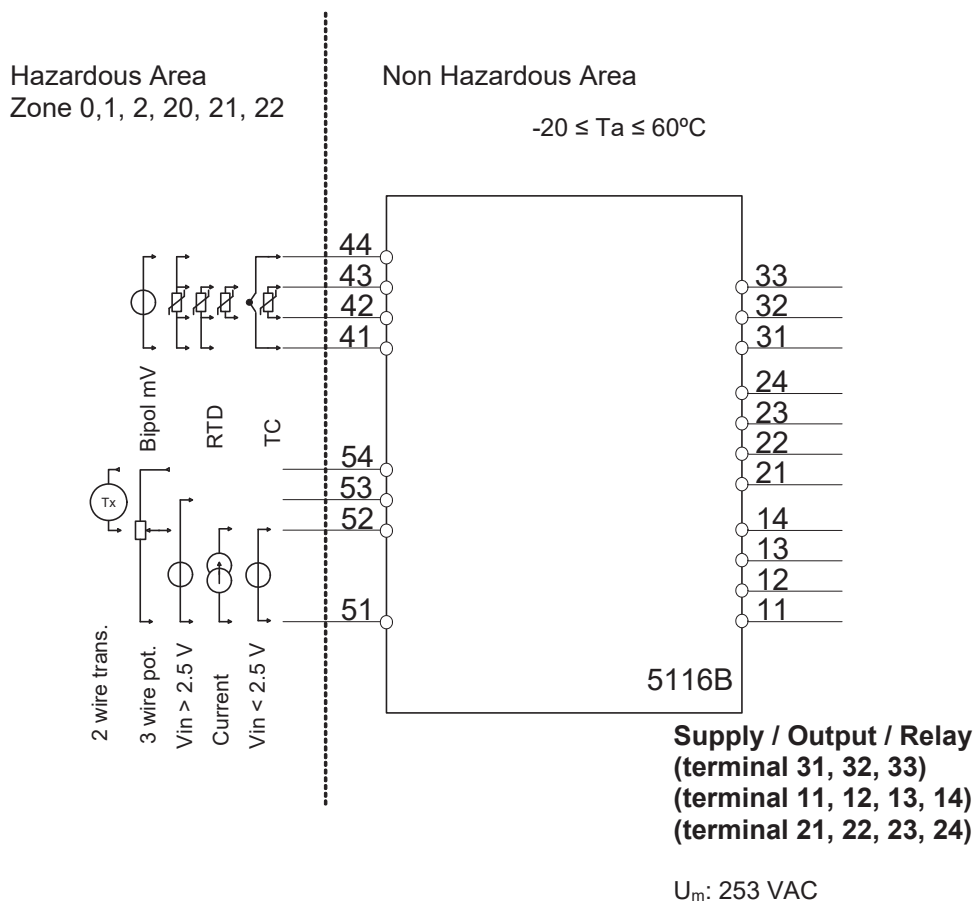 Hazardous Area
Zone 0,1, 2, 20, 21, 22
Non Hazardous Area
-20 ≤ Ta ≤ 60ºC
44
43
42
41
Bipol mV
RTD
TC
54
53
52
51
Tx
2 wire trans.
3 wire pot.
Vin > 2.5 V
Current
Vin < 2.5 V
33
32
31
24
23
22
21
14
13
12
11
5116B
Supply / Output / Relay
(terminal 31, 32, 33)
(terminal 11, 12, 13, 14)
(terminal 21, 22, 23, 24)
Um: 253 VAC